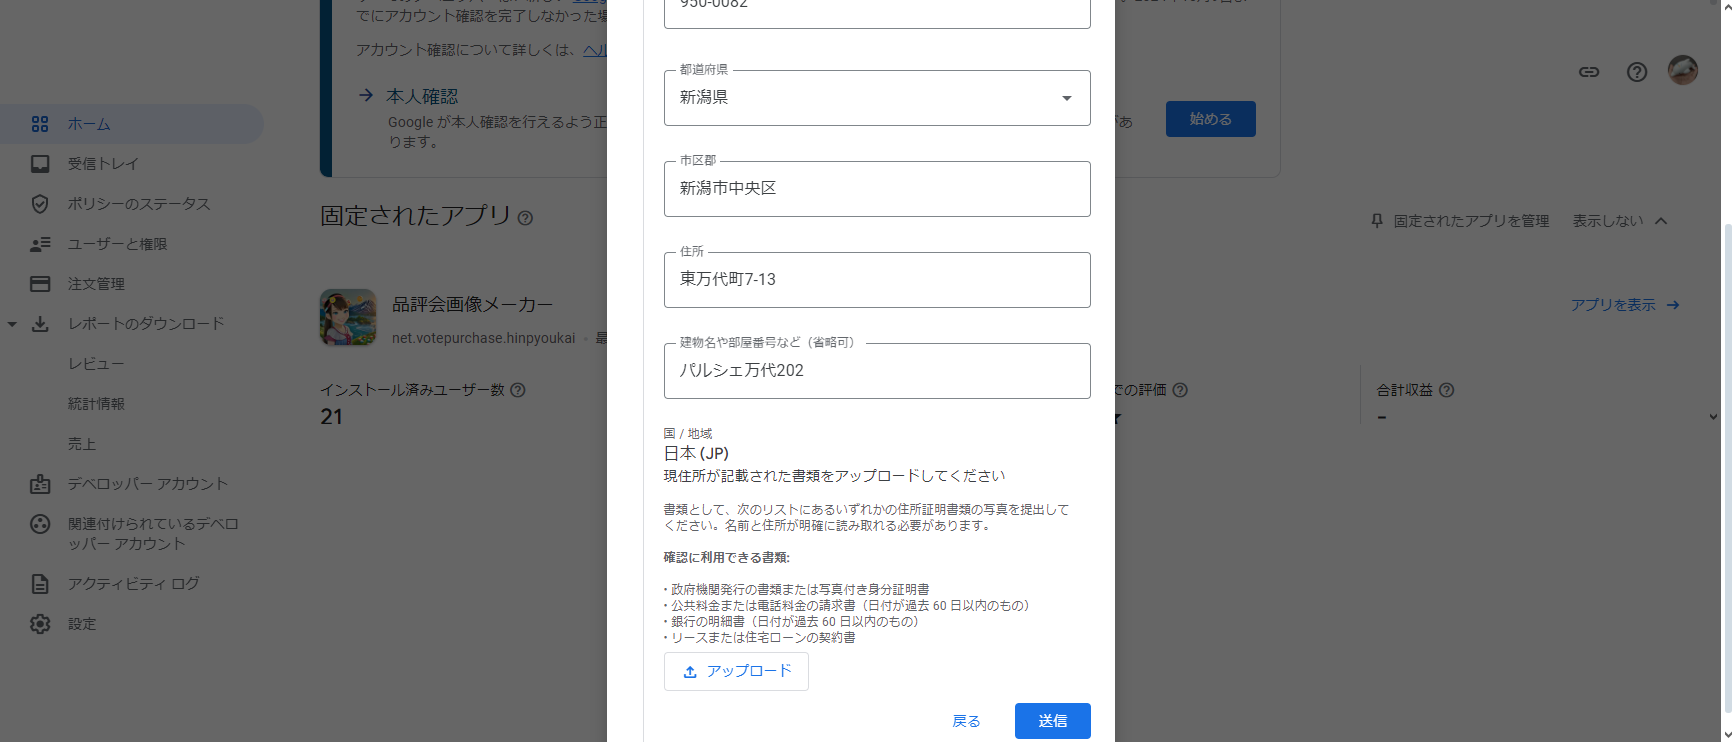 でにアカウント確認を完了しなかった場
アカウント確認について詳しくは、ヘル
本人確認
Google が本人確認を行えるよう正
があ
ります。
始める
ホーム
受信トレイ
ポリシーのステータス
ユーザーと権限
注文管理
レポートのダウンロード
レビュー
統計情報
売上
デベロッパー アカウント
関連付けられているデベロ
ッパー アカウント
アクティビティ ログ
設定
固定されたアプリ
固定されたアプリを管理
表示しない
品評会画像メーカー
net.votepurchase.hinpyoukai
最
アプリを表示
インストール済みユーザー数
21
での評価
合計収益
-
950-0082
都道府県
新潟県
市区郡
新潟市中央区
住所
東万代町7-13
建物名や部屋番号など（省略可）
パルシェ万代202
国 / 地域
日本 (JP)
現住所が記載された書類をアップロードしてください
書類として、次のリストにあるいずれかの住所証明書類の写真を提出して
ください。名前と住所が明確に読み取れる必要があります。
確認に利用できる書類:
• 政府機関発行の書類または写真付き身分証明書
• 公共料金または電話料金の請求書（日付が過去 60 日以内のもの）
• 銀行の明細書（日付が過去 60 日以内のもの）
• リースまたは住宅ローンの契約書
アップロード
戻る
送信